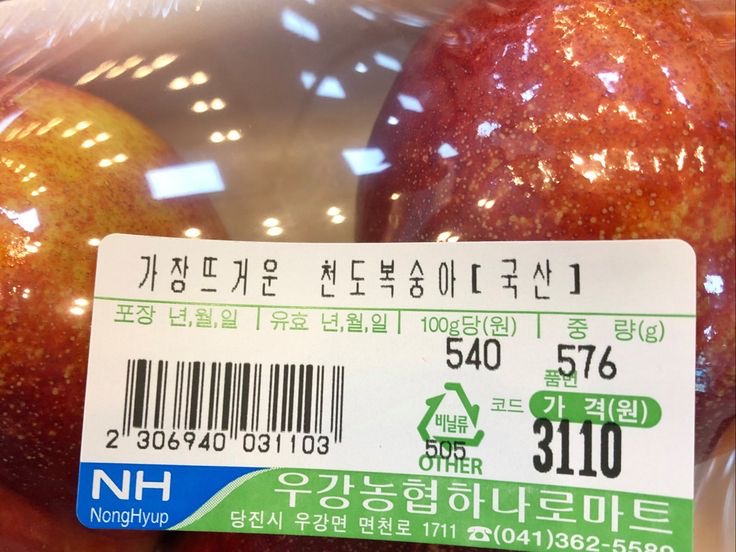 가장뜨거운 천도복숭아[국산]
포장 년,월,일 유효 년,월,일 100g당(원) 중 량(g)
540 576
품번
코드 가 격(원)
비닐류
505
OTHER
3110
2 306940 031103
NH
NongHyup
우강농협하나로마트
당진시 우강면 면천로 1711 ☎(041)362-5580